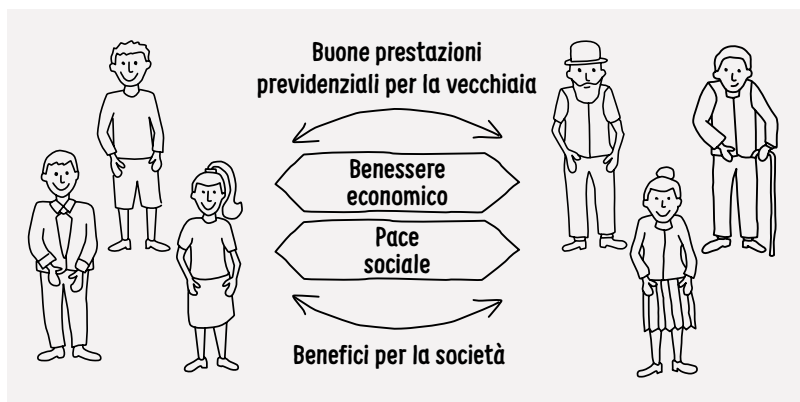 Buone prestazioni
previdenziali per la vecchiaia
Benessere
economico
Pace
sociale
Benefici per la società